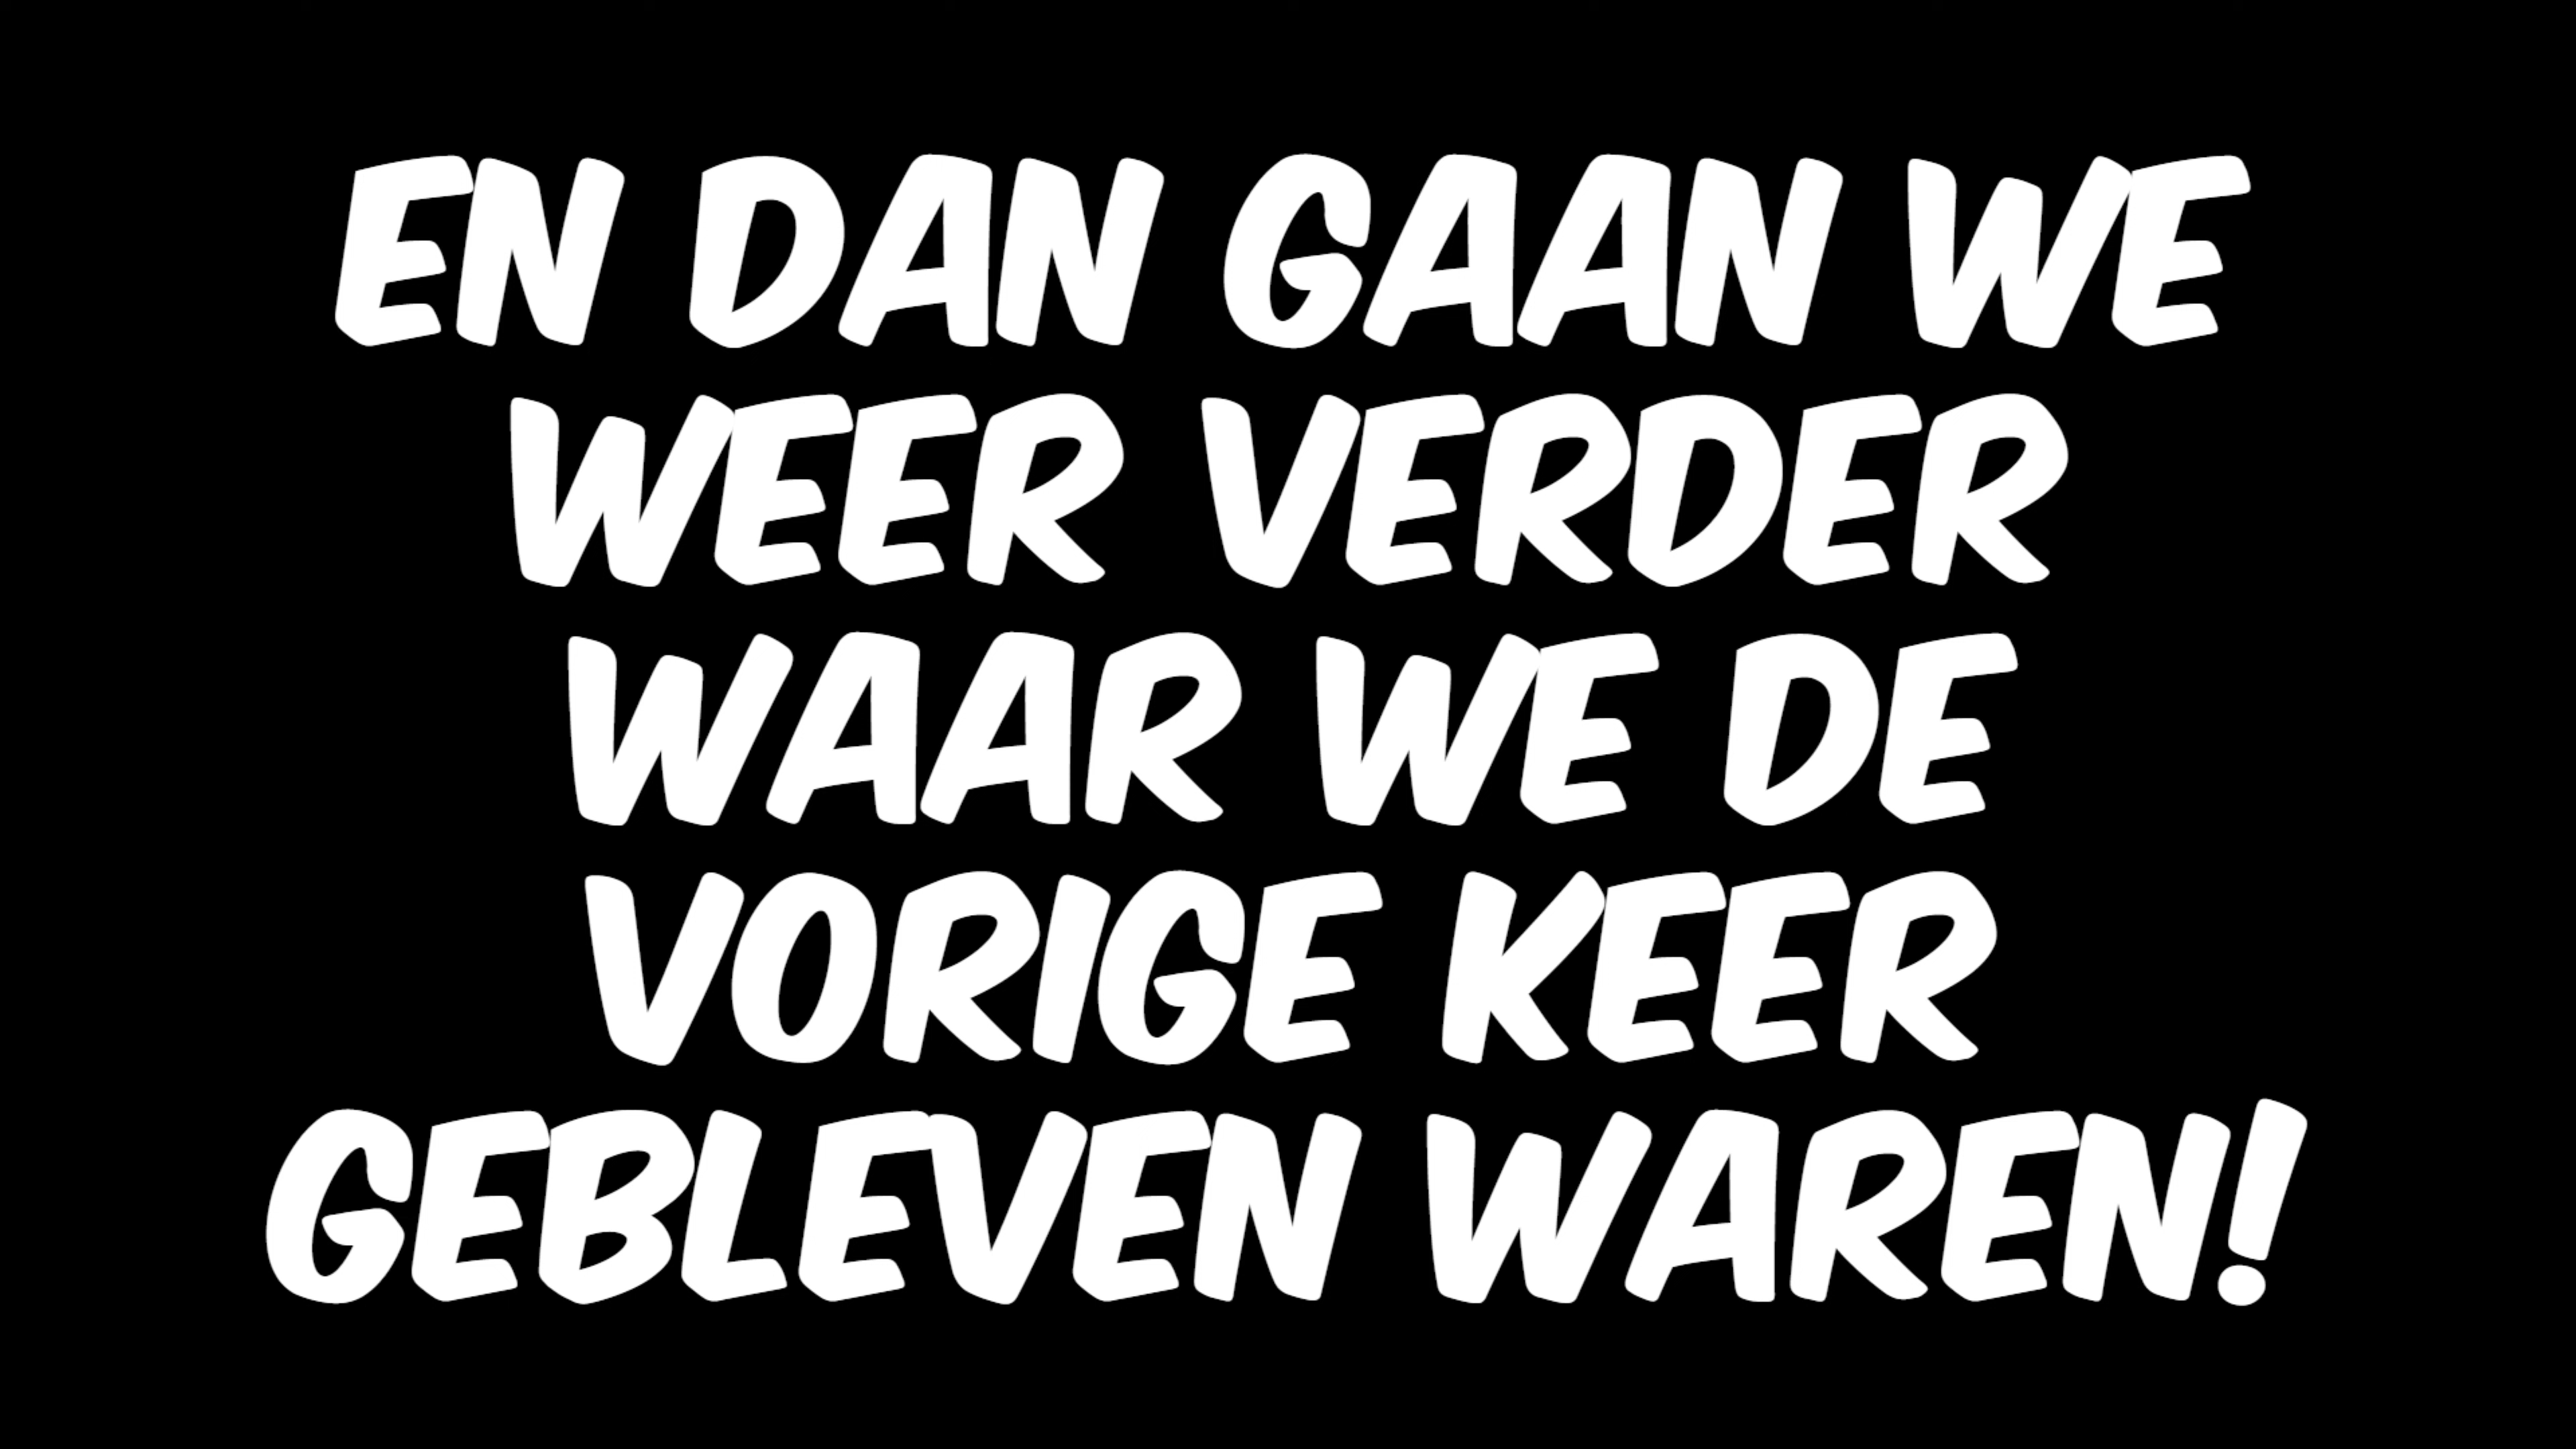 EN DAN GAAN WE
WEER VERDER
WAAR WE DE
VORIGE KEER
GEBLEVEN WAREN!